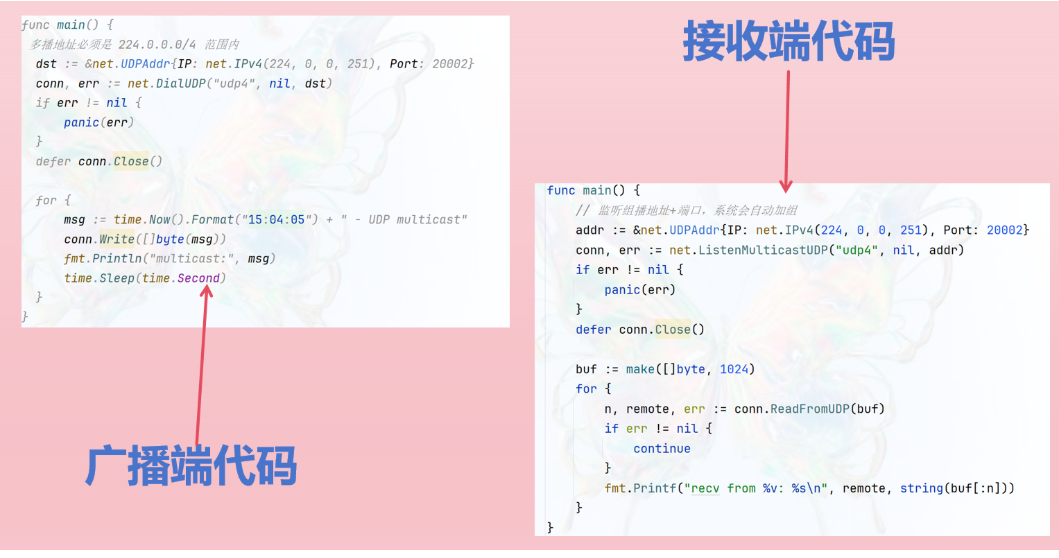 func main() {
多播地址必须是 224.0.0.0/4 范围内
dst := &net.UDPAddr{IP: net.IPv4(224, 0, 0, 251), Port: 20002}
conn, err := net.DialUDP("udp4", nil, dst)
if err != nil {
panic(err)
}
defer conn.Close()
for {
msg := time.Now().Format("15:04:05") + " - UDP multicast"
conn.Write([]byte(msg))
fmt.Println("multicast:", msg)
time.Sleep(time.Second)
}
}
广播端代码
接收端代码
func main() {
// 监听组播地址+端口，系统会自动加组
addr := &net.UDPAddr{IP: net.IPv4(224, 0, 0, 251), Port: 20002}
conn, err := net.ListenMulticastUDP("udp4", nil, addr)
if err != nil {
panic(err)
}
defer conn.Close()
buf := make([]byte, 1024)
for {
n, remote, err := conn.ReadFromUDP(buf)
if err != nil {
continue
}
fmt.Printf("recv from %v: %s\n", remote, string(buf[:n]))
}
}